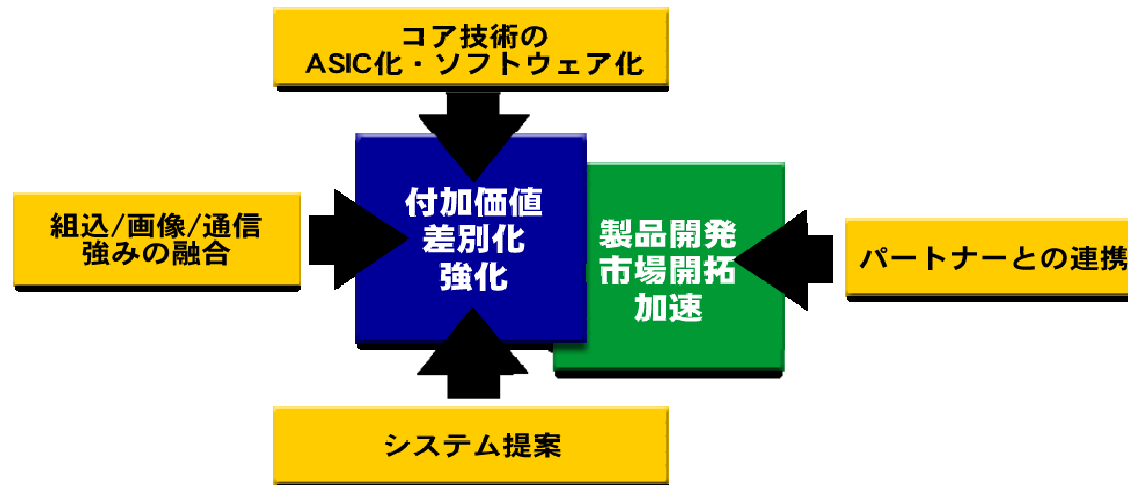 コア技術の
ASIC化・ソフトウェア化
組込/画像/通信
強みの融合
付加価値
差別化
強化
製品開発
市場開拓
加速
パートナーとの連携
システム提案